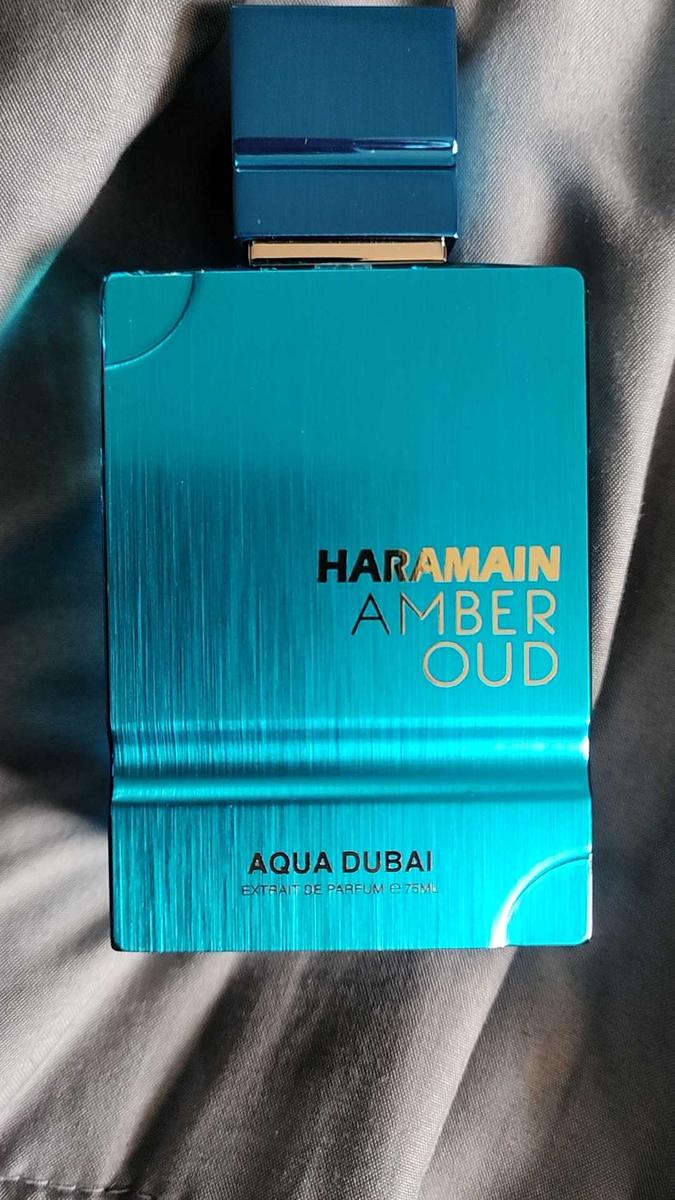 HARAMAIN
AMBER
OUD
AQUA DUBAI
EXTRAIT DE PARFUM ℮ 75ML